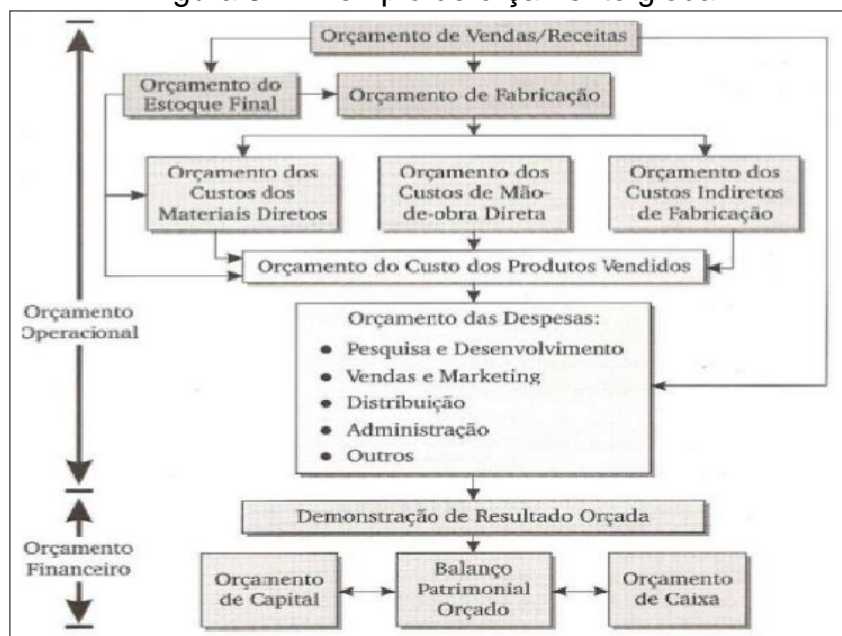 Orçamento de Vendas/Receitas
Orçamento do
Estoque Final
Orçamento de Fabricação
Orçamento dos
Custos dos
Materiais Diretos
Orçamento dos
Custos de Mão-
de-obra Direta
Orçamento dos
Custos Indiretos
de Fabricação
Orçamento do Custo dos Produtos Vendidos
Orçamento
Operacional
Orçamento das Despesas:
• Pesquisa e Desenvolvimento
• Vendas e Marketing
• Distribuição
• Administração
• Outros
Demonstração de Resultado Orçada
Orçamento
Financeiro
Orçamento
de Capital
Balanço
Patrimonial
Orçado
Orçamento
de Caixa